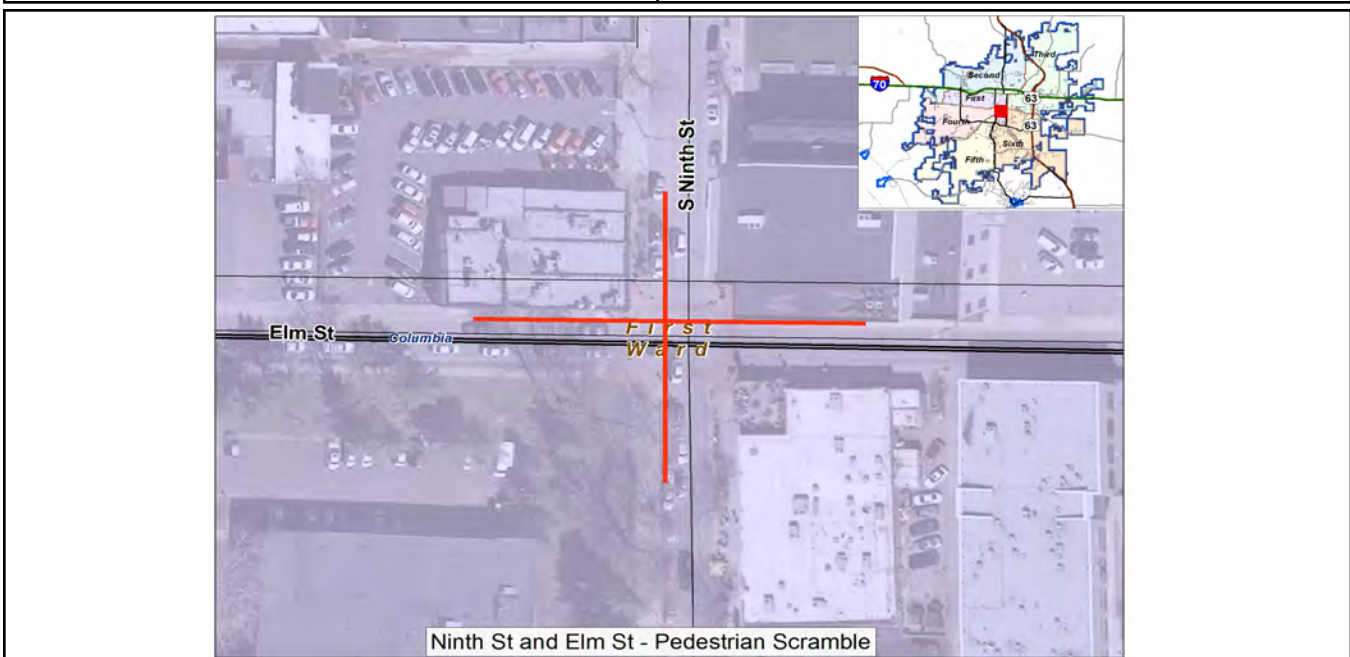 Third
Second
70
First
63
Fourth
63
Sixth
Fifth
S Ninth St
Elm St
Columbia
First
Ward
Ninth St and Elm St - Pedestrian Scramble